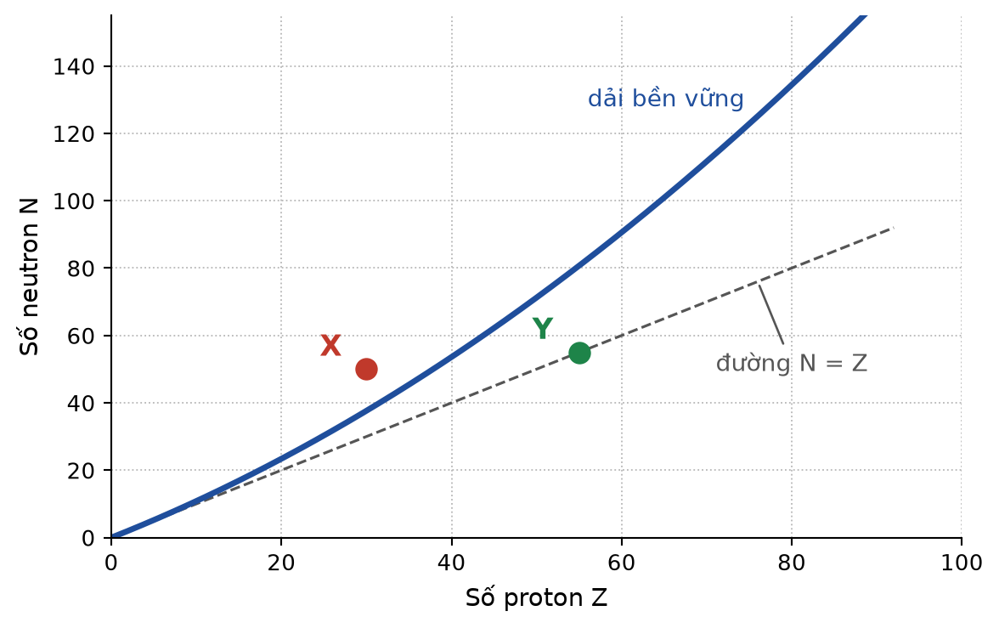 140
120
100
80
60
40
20
0
Số neutron N
dải bền vững
X
Y
đường N = Z
0 20 40 60 80 100
Số proton Z